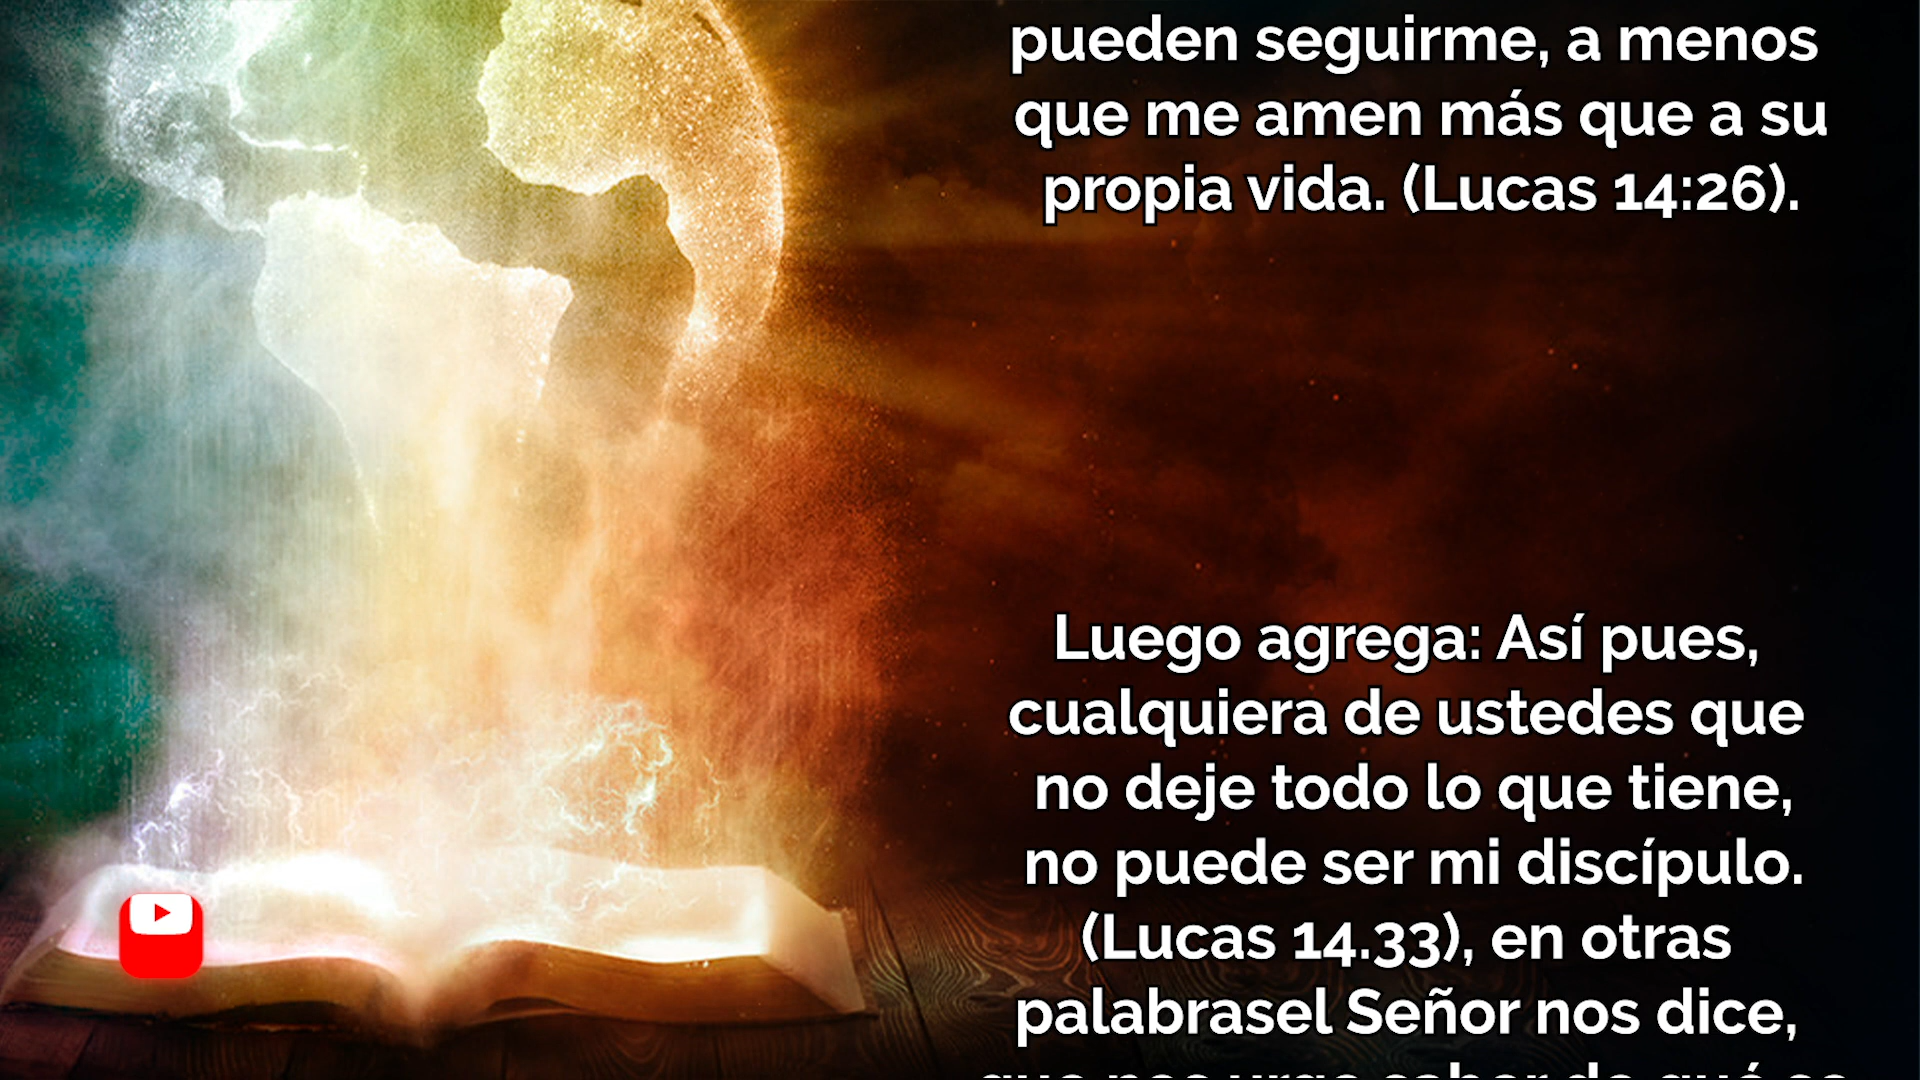 pueden seguirme, a menos
que me amen más que a su
propia vida. (Lucas 14:26).
Luego agrega: Así pues,
cualquiera de ustedes que
no deje todo lo que tiene,
no puede ser mi discípulo.
(Lucas 14.33), en otras
palabrasel Señor nos dice,